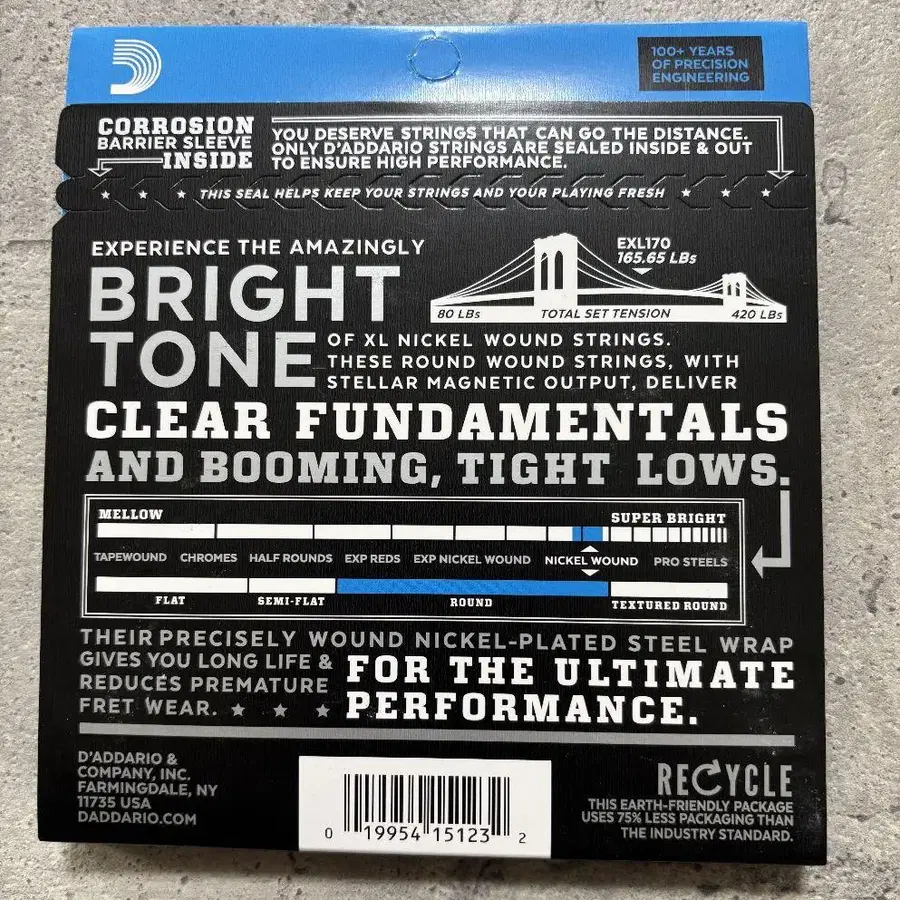 100+ YEARS
OF PRECISION
ENGINEERING
CORROSION
BARRIER SLEEVE
INSIDE
YOU DESERVE STRINGS THAT CAN GO THE DISTANCE.
ONLY D'ADDARIO STRINGS ARE SEALED INSIDE & OUT
TO ENSURE HIGH PERFORMANCE.
THIS SEAL HELPS KEEP YOUR STRINGS AND YOUR PLAYING FRESH
EXPERIENCE THE AMAZINGLY
BRIGHT
TONE
EXL170
165.65 LBs
80 LBs
TOTAL SET TENSION
420 LBs
OF XL NICKEL WOUND STRINGS.
THESE ROUND WOUND STRINGS, WITH
STELLAR MAGNETIC OUTPUT, DELIVER
CLEAR FUNDAMENTALS
AND BOOMING, TIGHT LOWS.
MELLOW
SUPER BRIGHT
TAPEWOUND CHROMES HALF ROUNDS EXP REDS EXP NICKEL WOUND NICKEL WOUND PRO STEELS
FLAT SEMI-FLAT ROUND TEXTURED ROUND
THEIR PRECISELY WOUND NICKEL-PLATED STEEL WRAP
GIVES YOU LONG LIFE &
REDUCES PREMATURE
FRET WEAR.
FOR THE ULTIMATE
PERFORMANCE.
D'ADDARIO &
COMPANY, INC.
FARMINGDALE, NY
11735 USA
DADDARIO.COM
0 19954 15123 2
RECYCLE
THIS EARTH-FRIENDLY PACKAGE
USES 75% LESS PACKAGING THAN
THE INDUSTRY STANDARD.